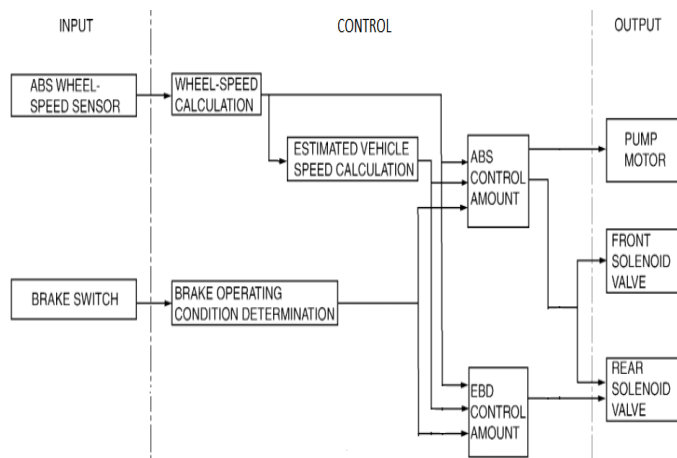 INPUT
CONTROL
OUTPUT
ABS WHEEL-
SPEED SENSOR
WHEEL-SPEED
CALCULATION
ESTIMATED VEHICLE
SPEED CALCULATION
ABS
CONTROL
AMOUNT
PUMP
MOTOR
FRONT
SOLENOID
VALVE
BRAKE SWITCH
BRAKE OPERATING
CONDITION DETERMINATION
EBD
CONTROL
AMOUNT
REAR
SOLENOID
VALVE